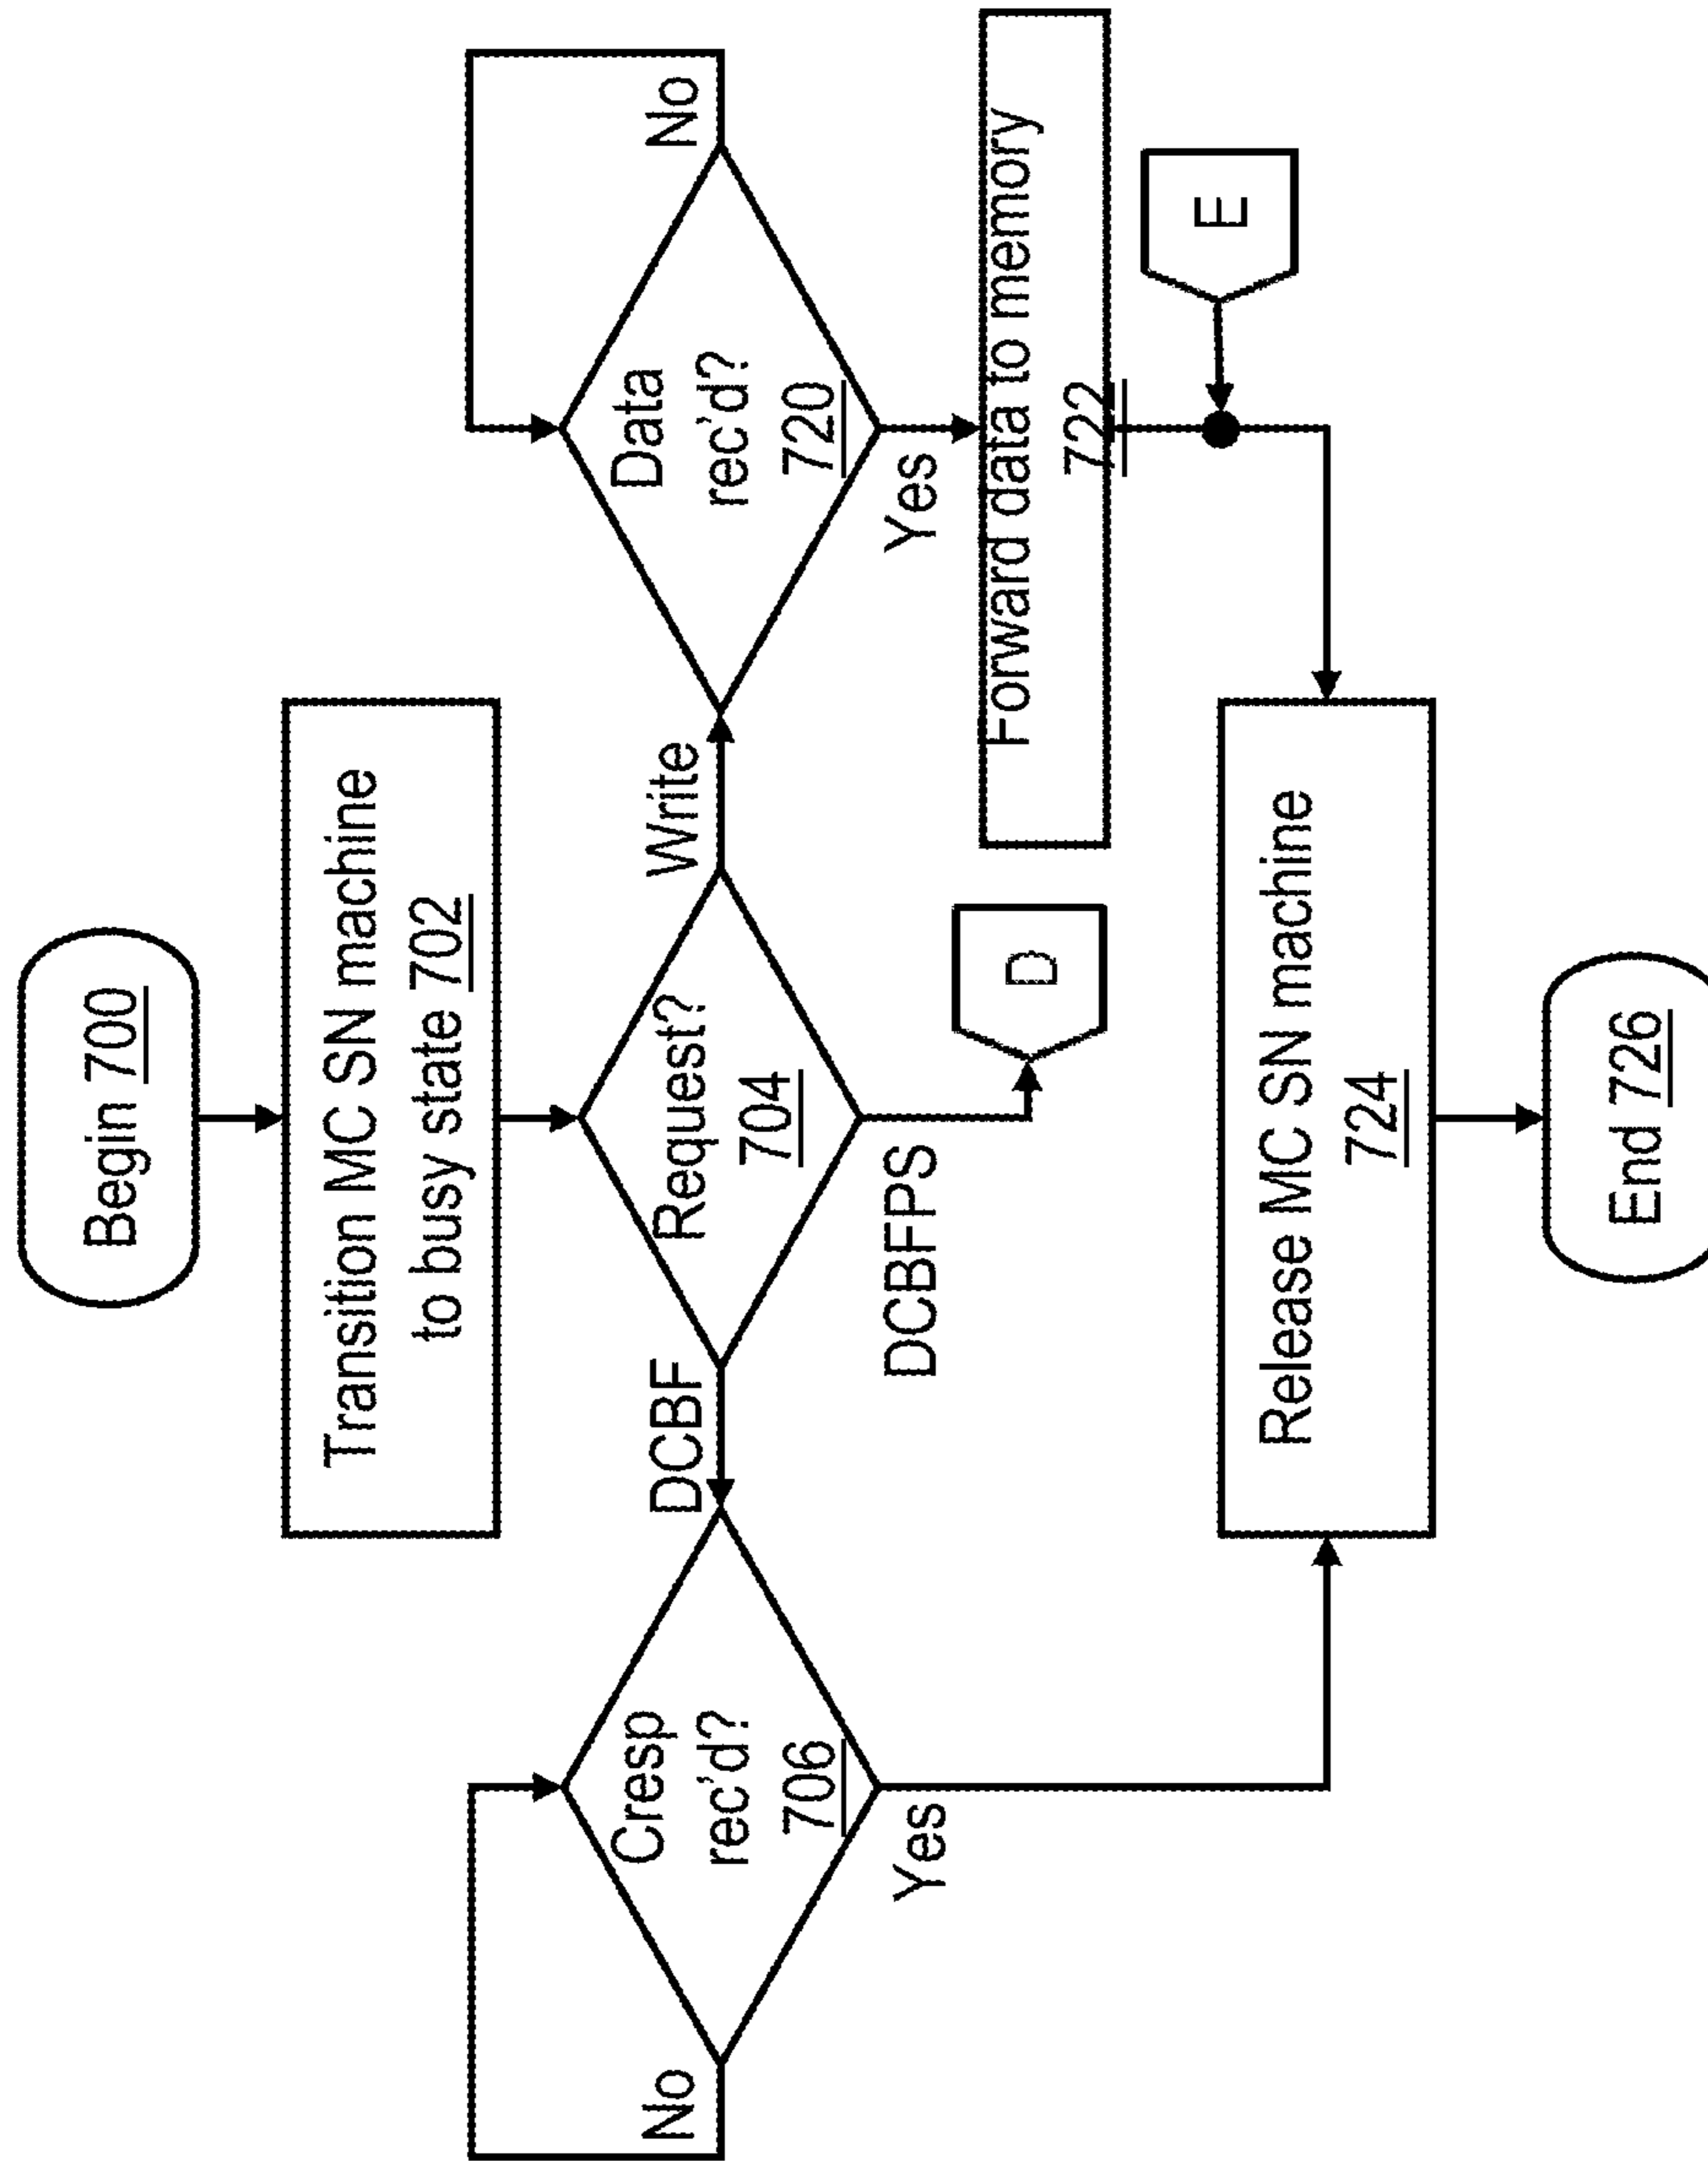 Begin 700
Transition MC SN machine
to busy state 702
No
DCBF
Write
No
Cresp
rec'd?
706
Request?
704
Data
rec'd?
720
Yes
DCBFPS
Yes
D
Forward data to memory
722
E
Release MC SN machine
724
End 726